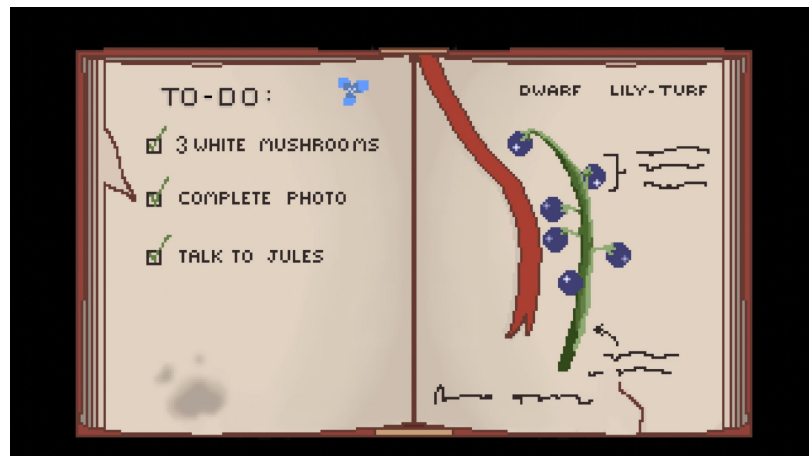 TO-DO:
3 WHITE MUSHROOMS
COMPLETE PHOTO
TALK TO JULES
DWARF LILY-TURF